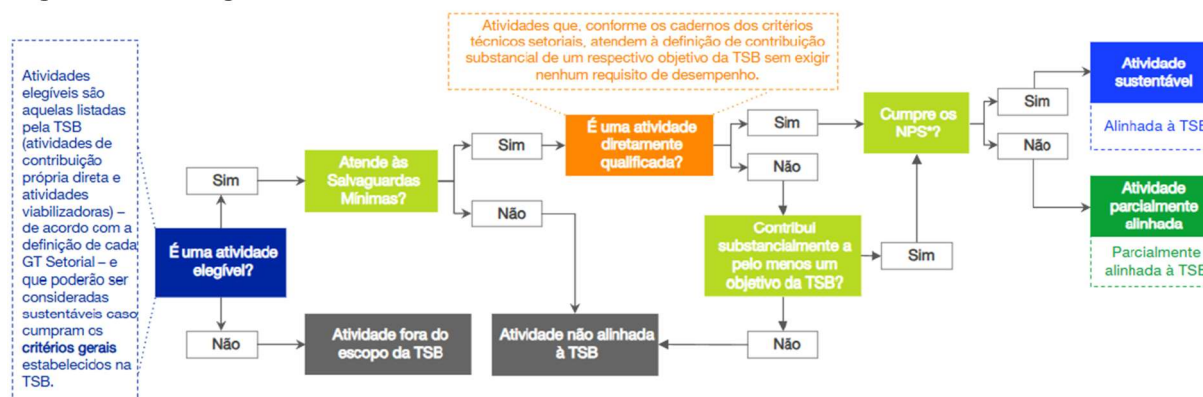 Atividades
elegíveis são
aquelas listadas
pela TSB
(atividades de
contribuição
própria direta e
atividades
viabilizadoras) –
de acordo com a
definição de cada
GT Setorial – e
que poderão ser
consideradas
sustentáveis caso
cumpram os
critérios gerais
estabelecidos na
TSB.
É uma atividade
elegível?
Sim
Não
Atividade fora do
escopo da TSB
Atende às
Salvaguardas
Mínimas?
Sim
Não
Atividade não alinhada
à TSB
Atividades que, conforme os cadernos dos critérios
técnicos setoriais, atendem à definição de contribuição
substancial de um respectivo objetivo da TSB sem exigir
nenhum requisito de desempenho.
É uma atividade
diretamente
qualificada?
Sim
Não
Contribui
substancialmente a
pelo menos um
objetivo da TSB?
Sim
Não
Cumpre os
NPS*?
Sim
Não
Atividade
sustentável
Alinhada à TSB
Atividade
parcialmente
alinhada
Parcialmente
alinhada à TSB